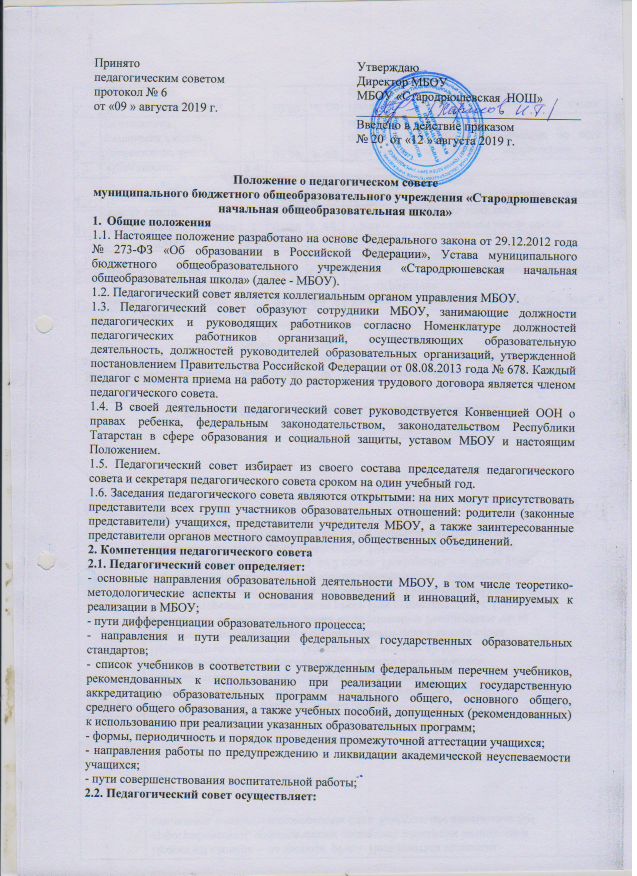 Принято
педагогическим советом
протокол № 6
от «09 » августа 2019 г.
Утверждаю
Директор МБОУ
МБОУ «Стародрюшевская НОШ»
Введено в действие приказом
№ 20 от «12 » августа 2019 г.
Положение о педагогическом совете
муниципального бюджетного общеобразовательного учреждения «Стародрюшевская
начальная общеобразовательная школа»
1. Общие положения
1.1. Настоящее положение разработано на основе Федерального закона от 29.12.2012 года
№ 273-ФЗ «Об образовании в Российской Федерации», Устава муниципального
бюджетного общеобразовательного учреждения «Стародрюшевская начальная
общеобразовательная школа» (далее - МБОУ).
1.2. Педагогический совет является коллегиальным органом управления МБОУ.
1.3. Педагогический совет образуют сотрудники МБОУ, занимающие должности
педагогических и руководящих работников согласно Номенклатуре должностей
педагогических работников организаций, осуществляющих образовательную
деятельность, должностей руководителей образовательных организаций, утвержденной
постановлением Правительства Российской Федерации от 08.08.2013 года № 678. Каждый
педагог с момента приема на работу до расторжения трудового договора является членом
педагогического совета.
1.4. В своей деятельности педагогический совет руководствуется Конвенцией ООН о
правах ребенка, федеральным законодательством, законодательством Республики
Татарстан в сфере образования и социальной защиты, уставом МБОУ и настоящим
Положением.
1.5. Педагогический совет избирает из своего состава председателя педагогического
совета и секретаря педагогического совета сроком на один учебный год.
1.6. Заседания педагогического совета являются открытыми: на них могут присутствовать
представители всех групп участников образовательных отношений: родители (законные
представители) учащихся, представители учредителя МБОУ, а также заинтересованные
представители органов местного самоуправления, общественных объединений.
2. Компетенция педагогического совета
2.1. Педагогический совет определяет:
- основные направления образовательной деятельности МБОУ, в том числе теоретико-
методологические аспекты и основания нововведений и инноваций, планируемых к
реализации в МБОУ;
- пути дифференциации образовательного процесса;
- направления и пути реализации федеральных государственных образовательных
стандартов;
- список учебников в соответствии с утвержденным федеральным перечнем учебников,
рекомендованных к использованию при реализации имеющих государственную
аккредитацию образовательных программ начального общего, основного общего,
среднего общего образования, а также учебных пособий, допущенных (рекомендованных)
к использованию при реализации указанных образовательных программ;
- формы, периодичность и порядок проведения промежуточной аттестации учащихся;
- направления работы по предупреждению и ликвидации академической неуспеваемости
учащихся;
- пути совершенствования воспитательной работы;
2.2. Педагогический совет осуществляет: